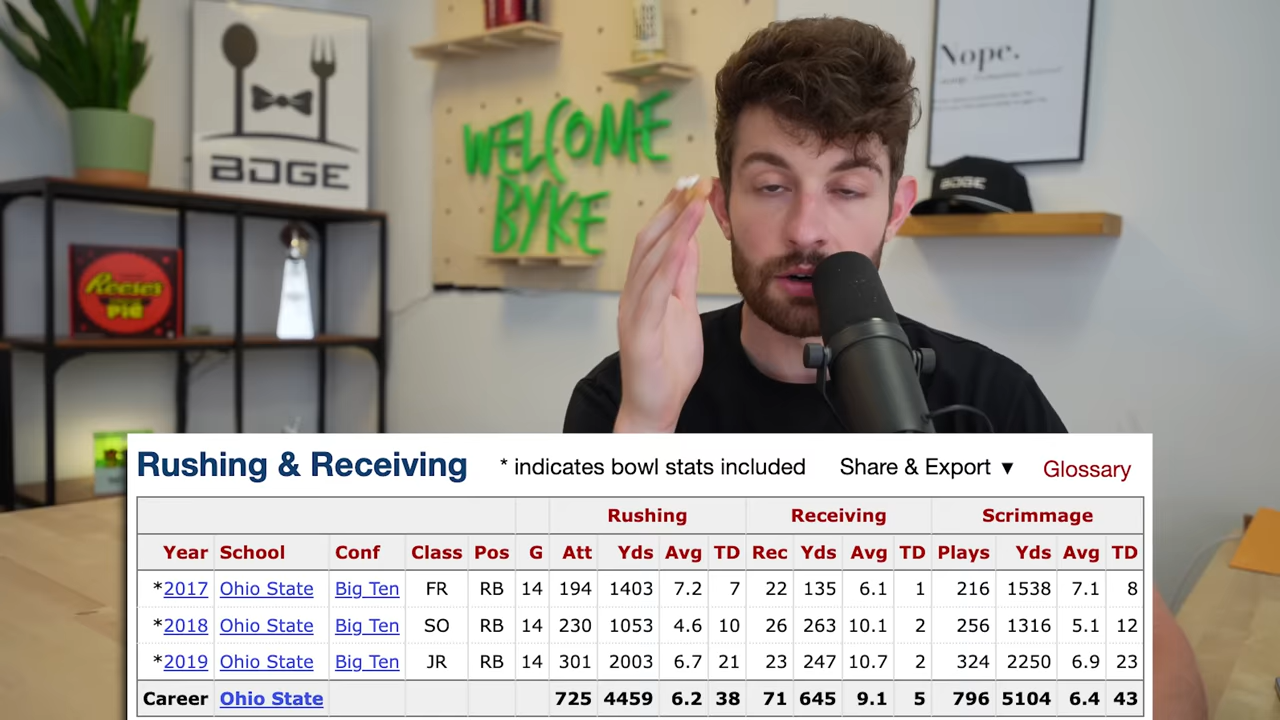 Nope.
WELCOME
BYKE
BDGE
BDGE
Reese's
PIE
Rushing & Receiving * indicates bowl stats included Share & Export ▼ Glossary
Rushing Receiving Scrimmage
Year School Conf Class Pos G Att Yds Avg TD Rec Yds Avg TD Plays Yds Avg TD
*2017 Ohio State Big Ten FR RB 14 194 1403 7.2 7 22 135 6.1 1 216 1538 7.1 8
*2018 Ohio State Big Ten SO RB 14 230 1053 4.6 10 26 263 10.1 2 256 1316 5.1 12
*2019 Ohio State Big Ten JR RB 14 301 2003 6.7 21 23 247 10.7 2 324 2250 6.9 23
Career Ohio State 725 4459 6.2 38 71 645 9.1 5 796 5104 6.4 43